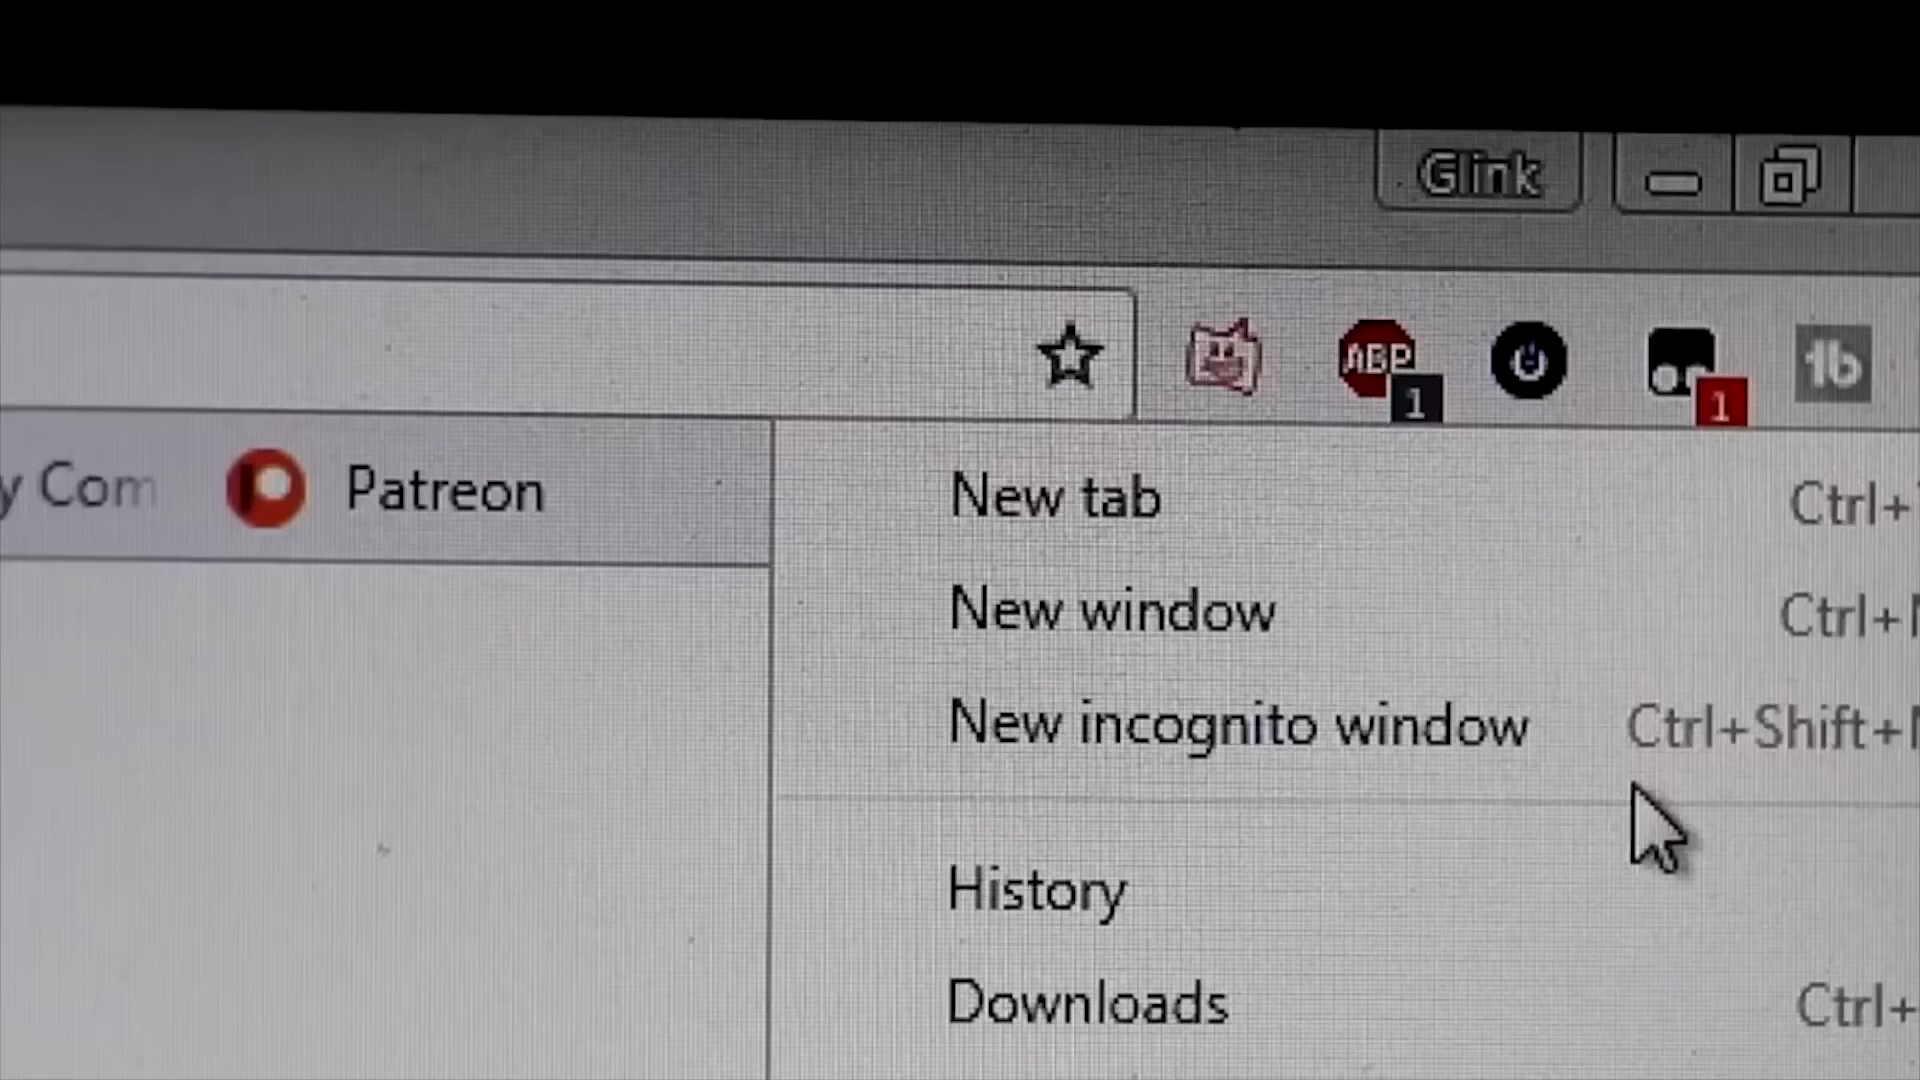 Glink
ABP
1
1
tb
y Com
Patreon
New tab
Ctrl+
New window
Ctrl+
New incognito window
Ctrl+Shift+
History
Downloads
Ctrl+